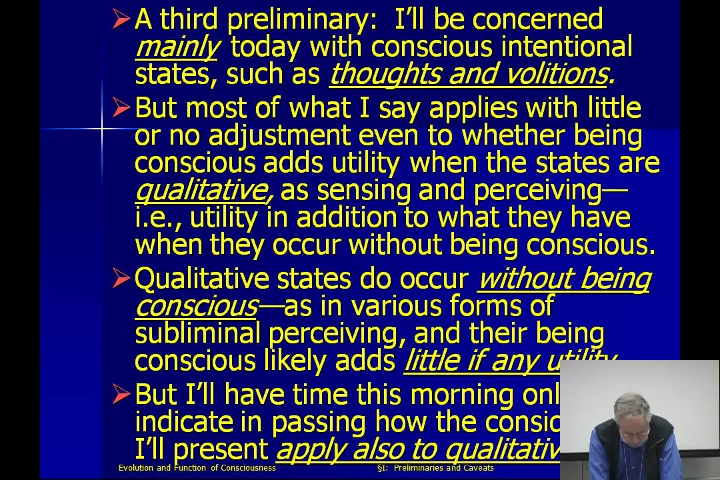 A third preliminary: I'll be concerned
mainly today with conscious intentional
states, such as thoughts and volitions.
But most of what I say applies with little
or no adjustment even to whether being
conscious adds utility when the states are
qualitative, as sensing and perceiving—
i.e., utility in addition to what they have
when they occur without being conscious.
Qualitative states do occur without being
conscious—as in various forms of
subliminal perceiving, and their being
conscious likely adds little if any utility
But I'll have time this morning
indicate in passing how the
I'll present apply also to
Evolution and Function of Consciousness
§I: Preliminaries and Caveats